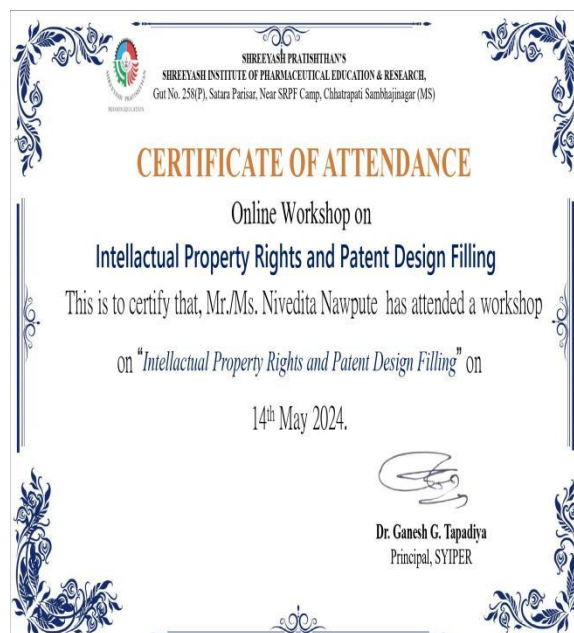 SHREEYASH PRATISHTHAN'S
SHREEYASH INSTITUTE OF PHARMACEUTICAL EDUCATION & RESEARCH,
Gut No. 258(P), Satara Parisar, Near SRPF Camp, Chhatrapati Sambhajinagar (MS)
CERTIFICATE OF ATTENDANCE
Online Workshop on
Intellactual Property Rights and Patent Design Filling
This is to certify that, Mr./Ms. Nivedita Nawpute has attended a workshop
on “Intellactual Property Rights and Patent Design Filling” on
14th May 2024.
Dr. Ganesh G. Tapadiya
Principal, SYIPER